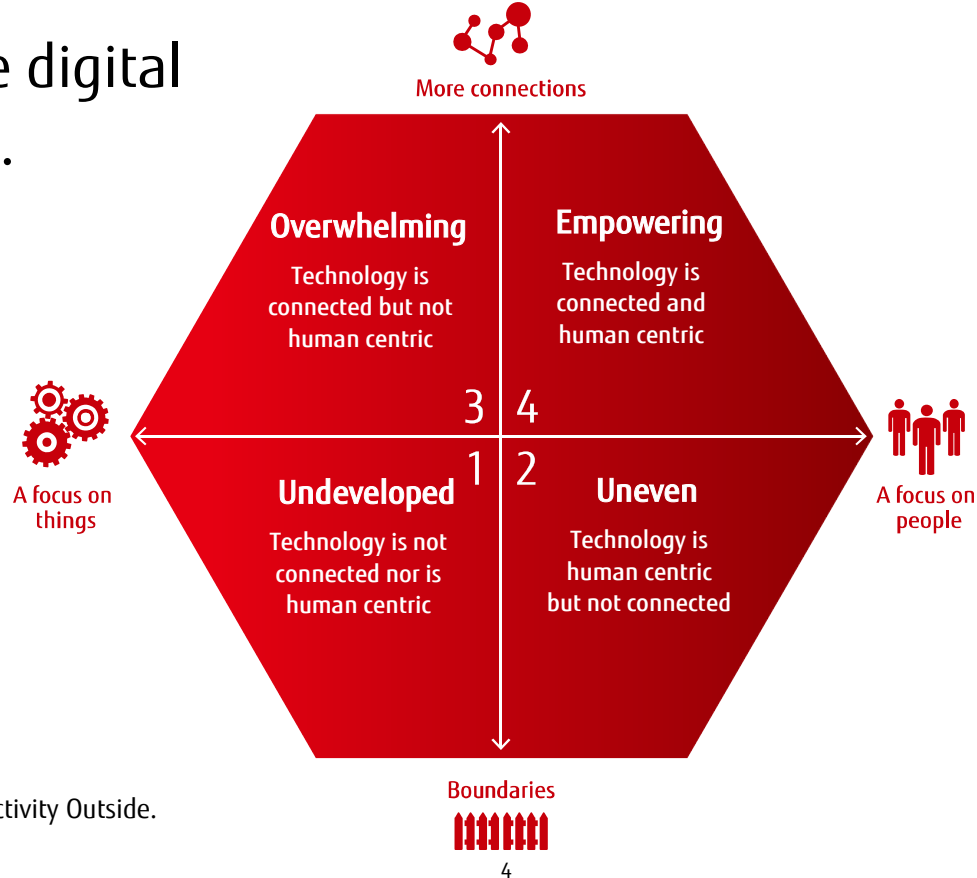 e digital
.
More connections
Overwhelming
Technology is
connected but not
human centric
Empowering
Technology is
connected and
human centric
3
4
A focus on
things
A focus on
people
1
2
Undeveloped
Technology is not
connected nor is
human centric
Uneven
Technology is
human centric
but not connected
Boundaries
ctivity Outside.
4